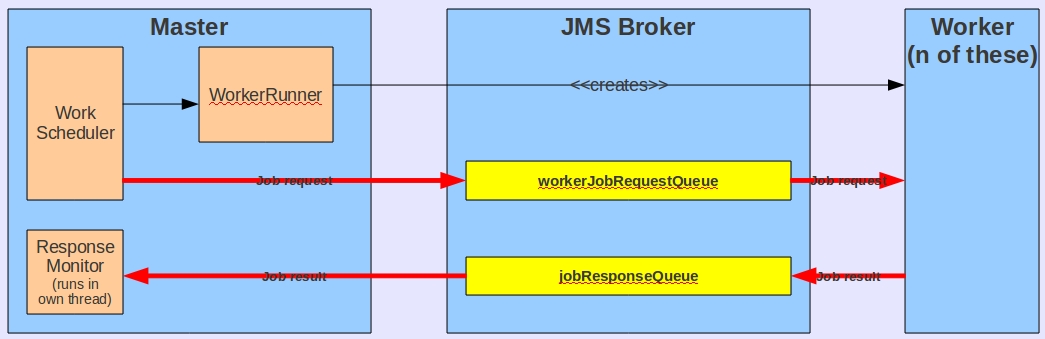 Master
JMS Broker
Worker
(n of these)
Work
Scheduler
WorkerRunner
<<creates>>
Job request
workerJobRequestQueue
Job request
Response
Monitor
(runs in
own thread)
Job result
jobResponseQueue
Job result